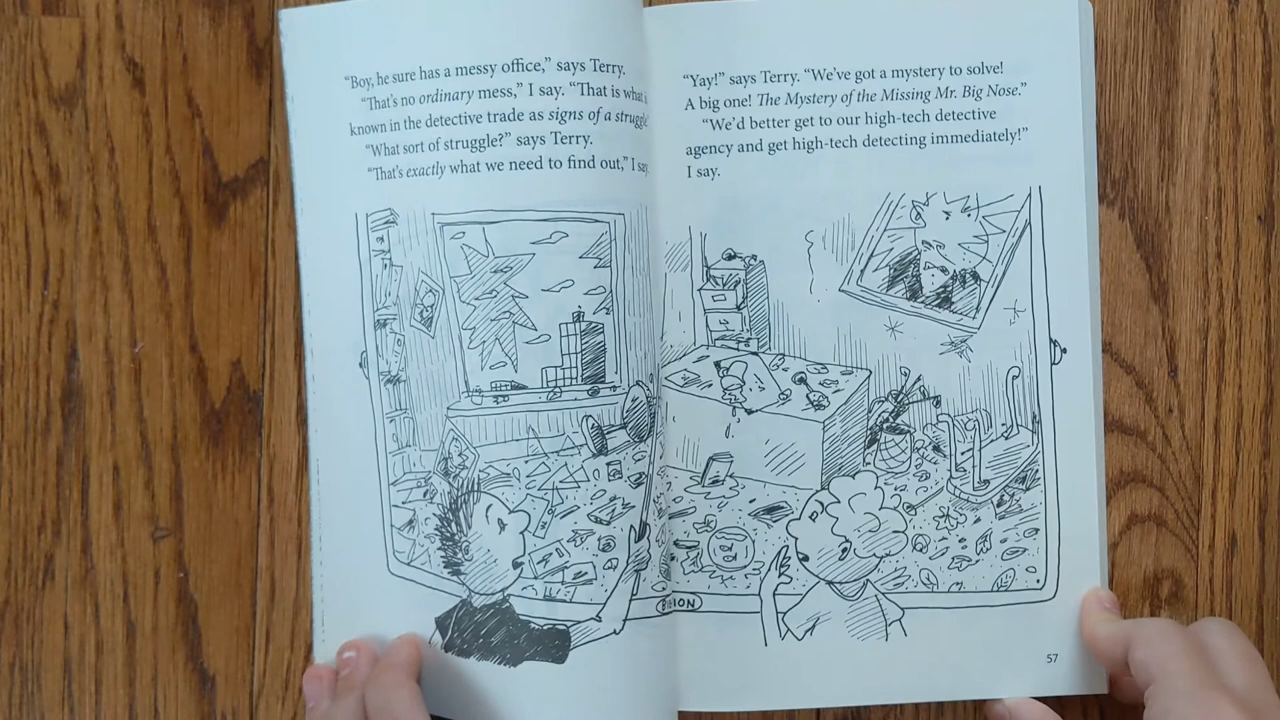 “Boy, he sure has a messy office,” says Terry.
“That’s no ordinary mess,” I say. “That is what
known in the detective trade as signs of a struggle
“What sort of struggle?” says Terry.
“That’s exactly what we need to find out,” I say.
“Yay!” says Terry. “We’ve got a mystery to solve!
A big one! The Mystery of the Missing Mr. Big Nose.”
“We’d better get to our high-tech detective
agency and get high-tech detecting immediately!”
I say.
57